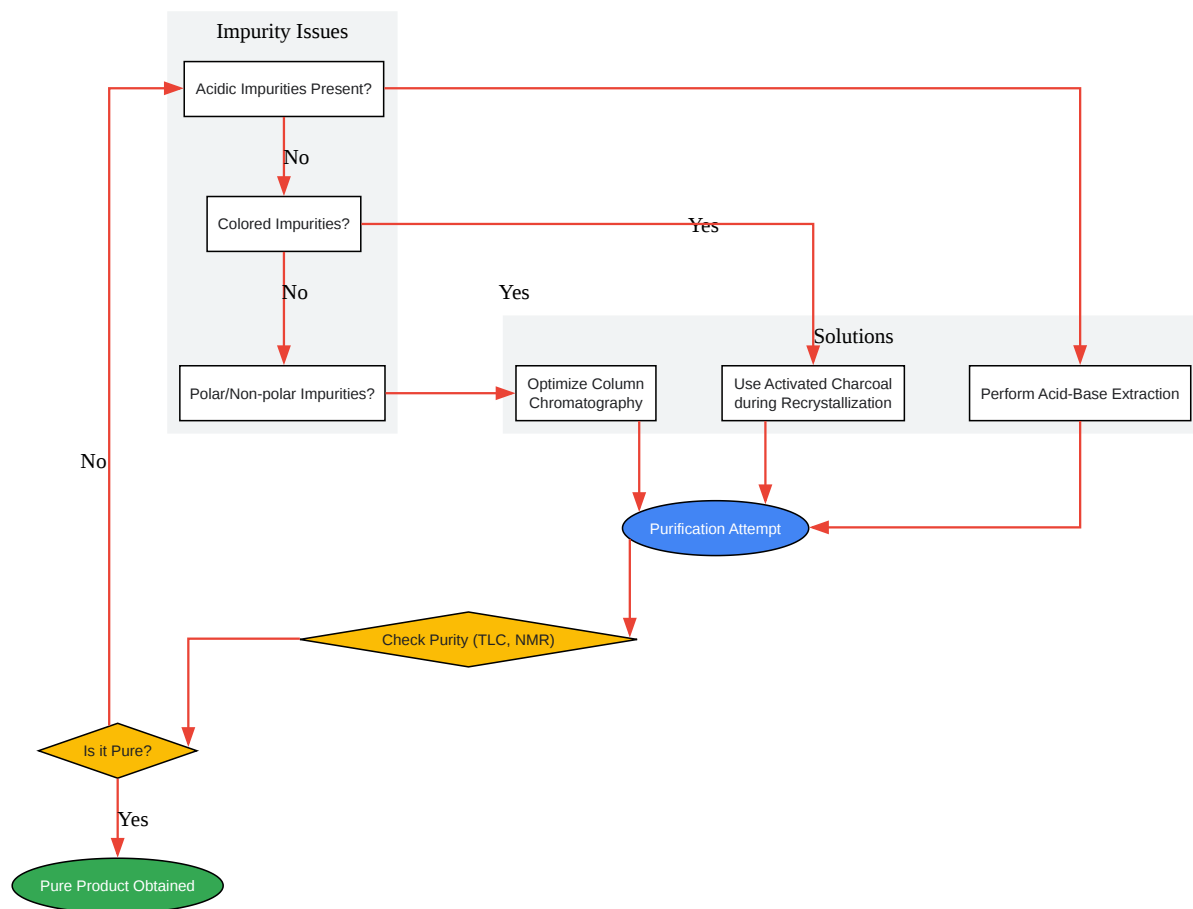 Impurity Issues
Acidic Impurities Present?
No
Colored Impurities?
Yes
No
Yes
Solutions
Polar/Non-polar Impurities?
Optimize Column
Chromatography
Use Activated Charcoal
during Recrystallization
Perform Acid-Base Extraction
No
Purification Attempt
Check Purity (TLC, NMR)
Is it Pure?
Yes
Pure Product Obtained